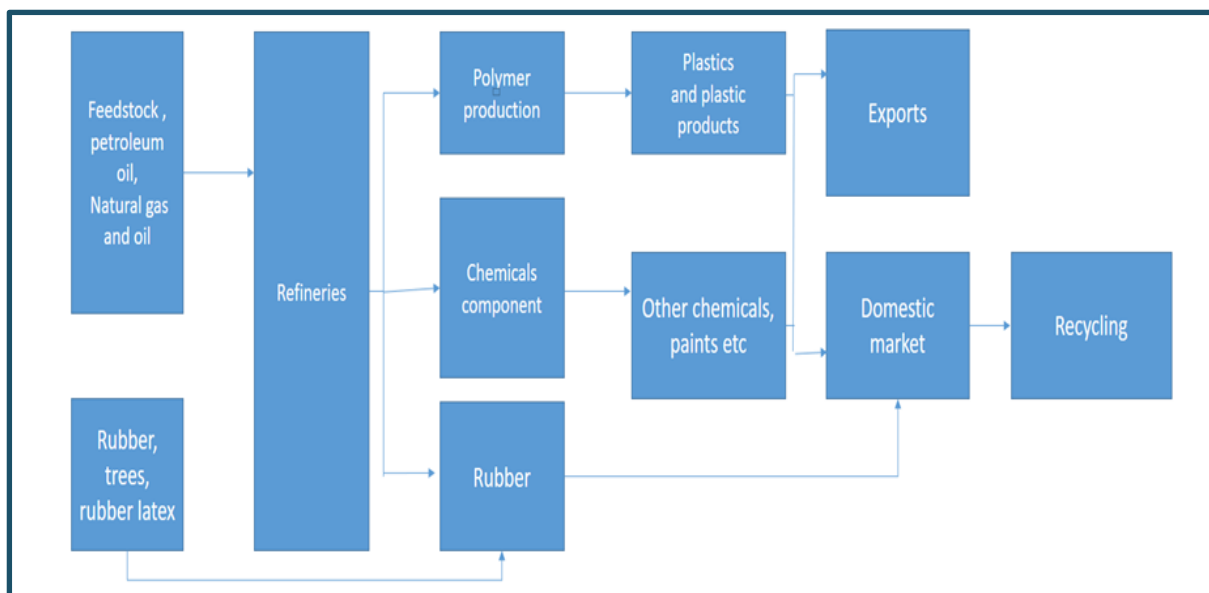 Feedstock ,
petroleum
oil,
Natural gas
and oil
Rubber,
trees,
rubber latex
Refineries
Polymer
production
Chemicals
component
Rubber
Plastics
and plastic
products
Other chemicals,
paints etc
Exports
Domestic
market
Recycling